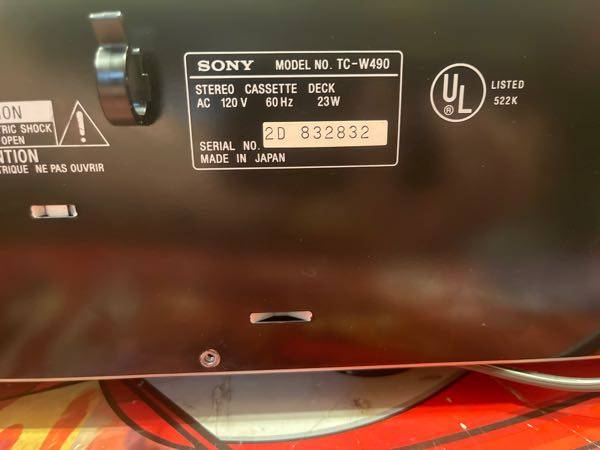 SONY MODEL NO. TC-W490
STEREO CASSETTE DECK
AC 120 V 60 Hz 23W
SERIAL NO. 2D 832832
MADE IN JAPAN
UL ®
LISTED
522K
ION
TRIC SHOCK
OPEN
NTION
TRIQUE NE PAS OUVRIR